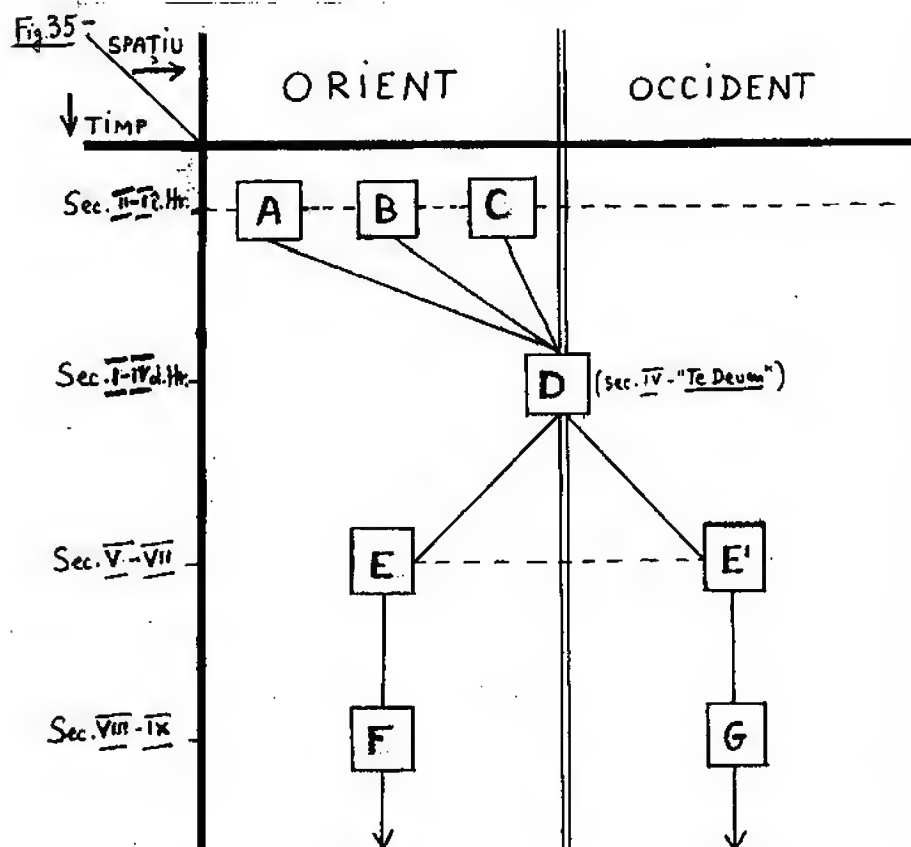 Fig.35-
SPAȚIU
TIMP
ORIENT
OCCIDENT
Sec. II-I î.Hr.
A
B
C
Sec. I-IV d.Hr.
D
(sec. IV - "Te Deum")
Sec. V - VII
E
E'
Sec. VIII - IX
F
G